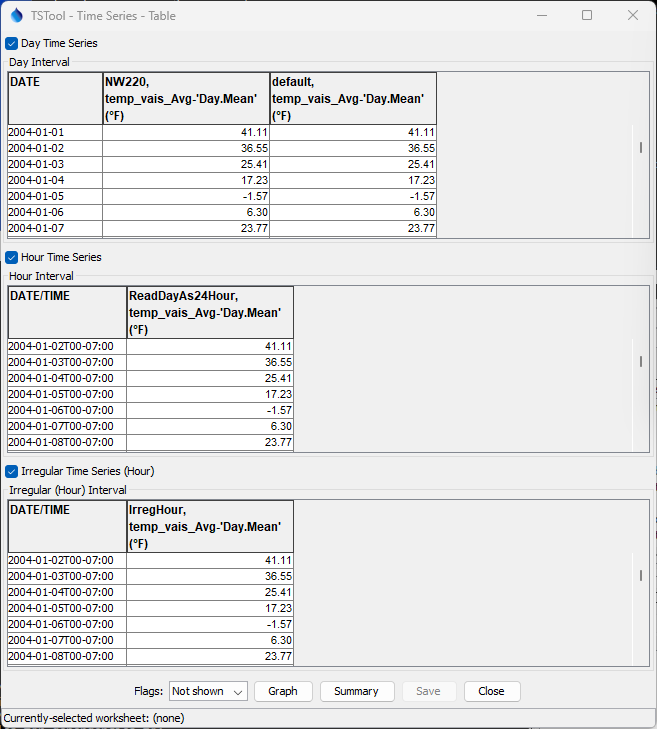 TSTool - Time Series - Table
Day Time Series
Day Interval
DATE NW220, temp_vais_Avg-'Day.Mean' (°F) default, temp_vais_Avg-'Day.Mean' (°F)
2004-01-01 41.11 41.11
2004-01-02 36.55 36.55
2004-01-03 25.41 25.41
2004-01-04 17.23 17.23
2004-01-05 -1.57 -1.57
2004-01-06 6.30 6.30
2004-01-07 23.77 23.77
Hour Time Series
Hour Interval
DATE/TIME ReadDayAs24Hour, temp_vais_Avg-'Day.Mean' (°F)
2004-01-02T00-07:00 41.11
2004-01-03T00-07:00 36.55
2004-01-04T00-07:00 25.41
2004-01-05T00-07:00 17.23
2004-01-06T00-07:00 -1.57
2004-01-07T00-07:00 6.30
2004-01-08T00-07:00 23.77
Irregular Time Series (Hour)
Irregular (Hour) Interval
DATE/TIME IrregHour, temp_vais_Avg-'Day.Mean' (°F)
2004-01-02T00-07:00 41.11
2004-01-03T00-07:00 36.55
2004-01-04T00-07:00 25.41
2004-01-05T00-07:00 17.23
2004-01-06T00-07:00 -1.57
2004-01-07T00-07:00 6.30
2004-01-08T00-07:00 23.77
Flags: Not shown Graph Summary Save Close
Currently-selected worksheet: (none)